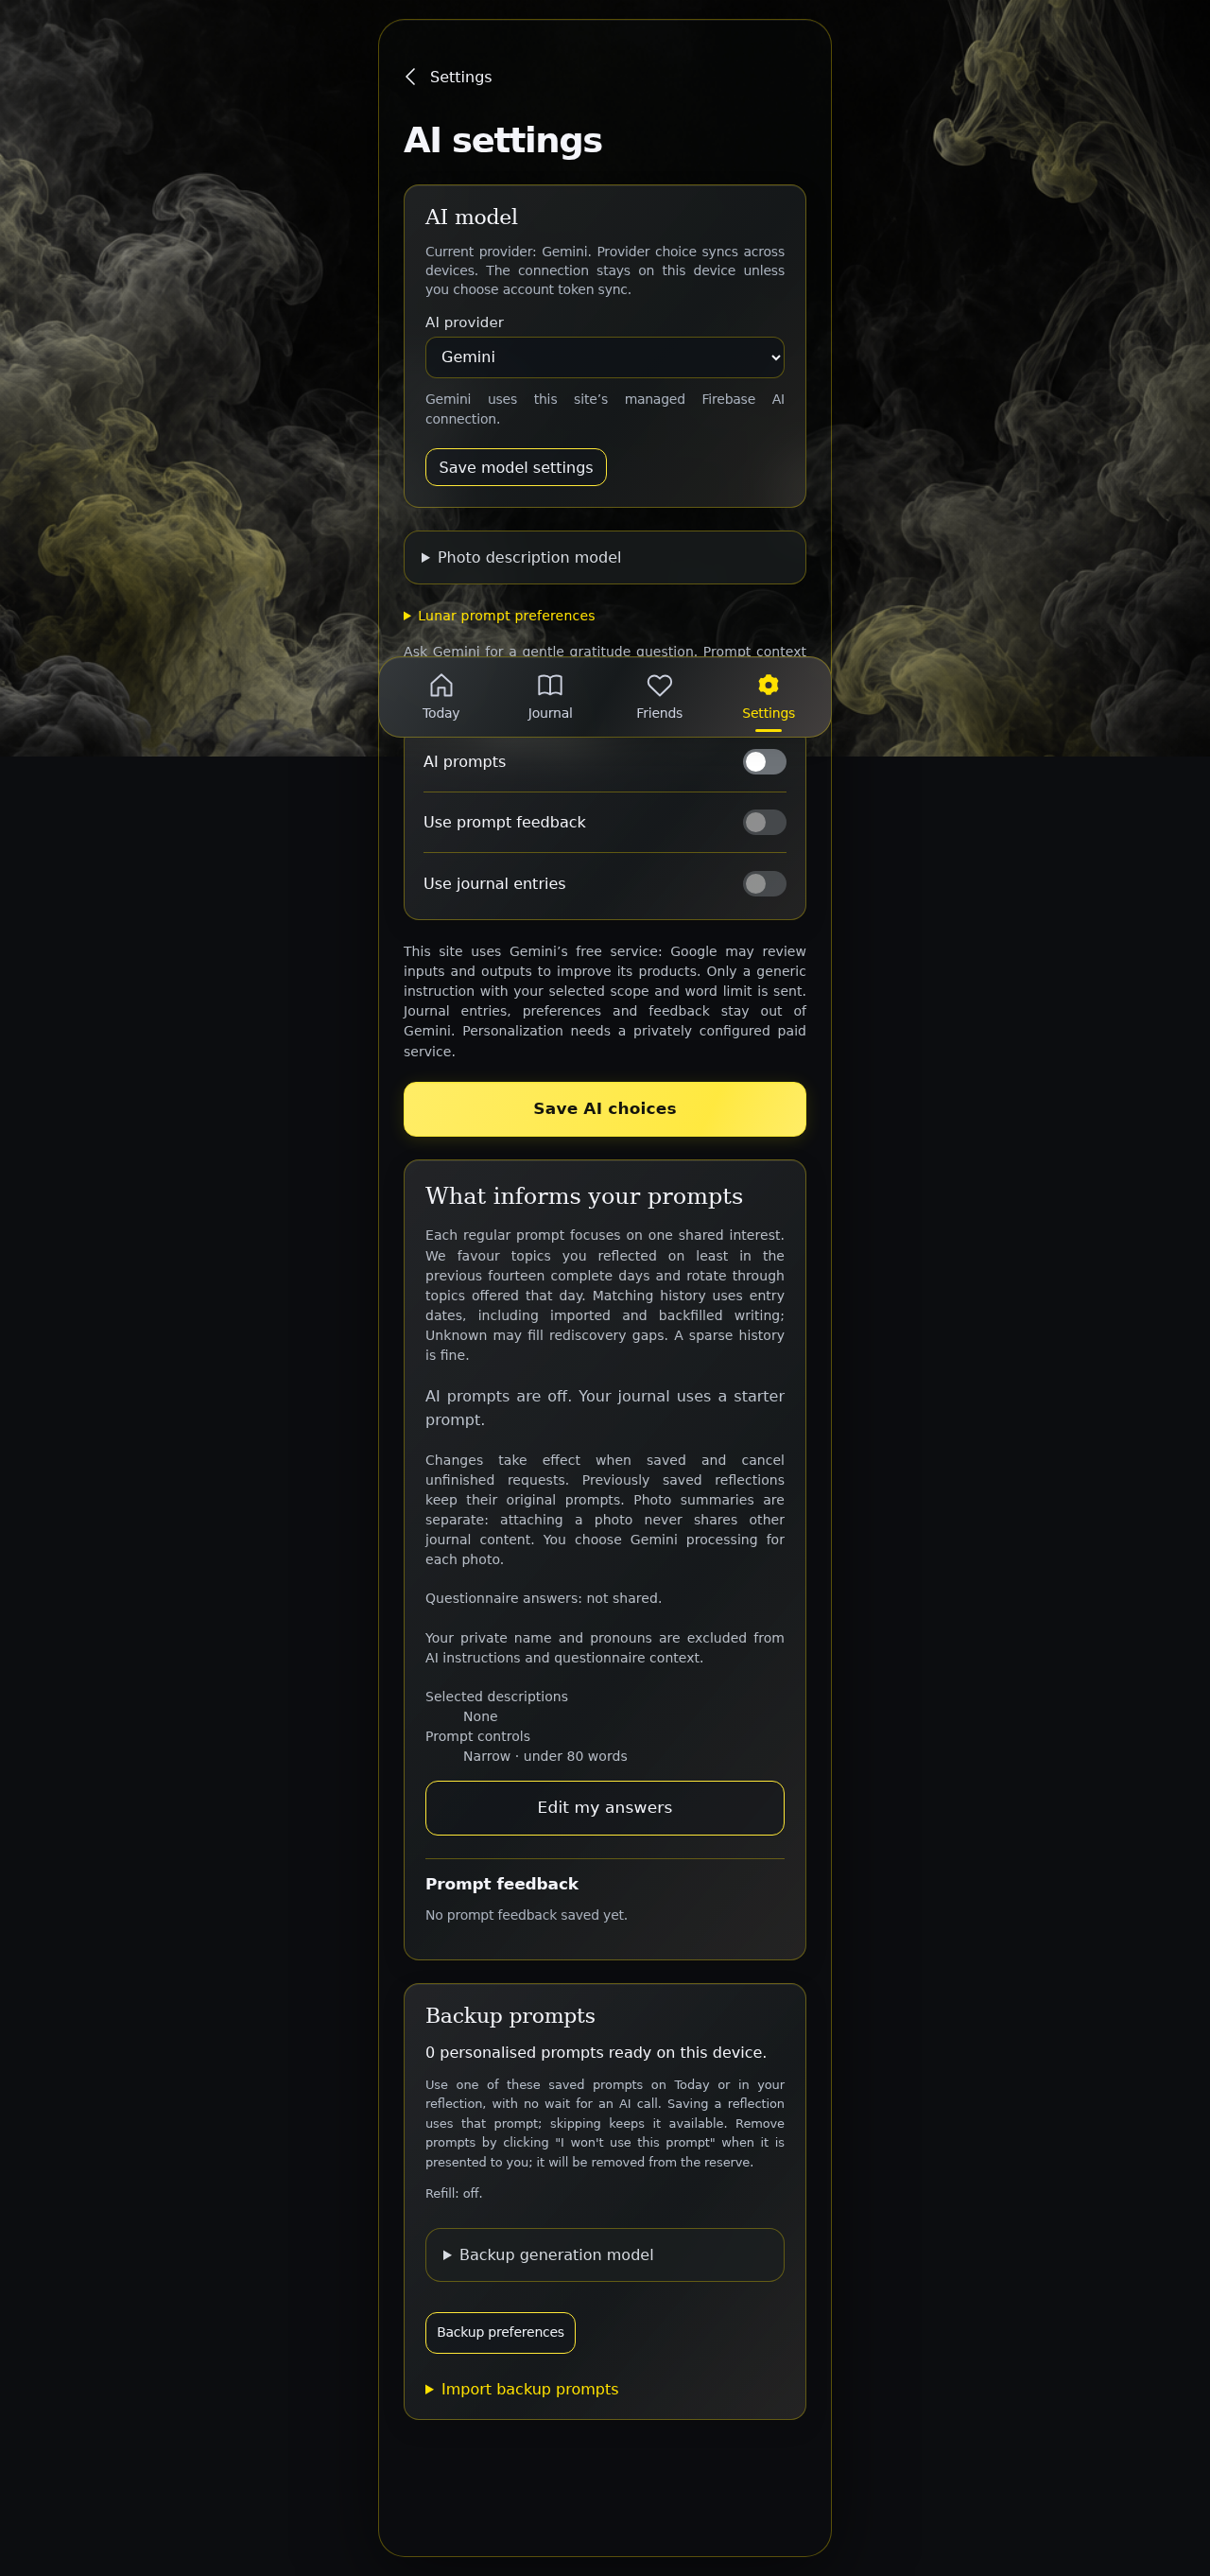 Settings
AI settings
AI model
Current provider: Gemini. Provider choice syncs across
devices. The connection stays on this device unless
you choose account token sync.
AI provider
Gemini
Gemini uses this site’s managed Firebase AI
connection.
Save model settings
Photo description model
Lunar prompt preferences
Ask Gemini for a gentle gratitude question. Prompt context
Today
Journal
Friends
Settings
AI prompts
Use prompt feedback
Use journal entries
This site uses Gemini’s free service: Google may review
inputs and outputs to improve its products. Only a generic
instruction with your selected scope and word limit is sent.
Journal entries, preferences and feedback stay out of
Gemini. Personalization needs a privately configured paid
service.
Save AI choices
What informs your prompts
Each regular prompt focuses on one shared interest.
We favour topics you reflected on least in the
previous fourteen complete days and rotate through
topics offered that day. Matching history uses entry
dates, including imported and backfilled writing;
Unknown may fill rediscovery gaps. A sparse history
is fine.
AI prompts are off. Your journal uses a starter
prompt.
Changes take effect when saved and cancel
unfinished requests. Previously saved reflections
keep their original prompts. Photo summaries are
separate: attaching a photo never shares other
journal content. You choose Gemini processing for
each photo.
Questionnaire answers: not shared.
Your private name and pronouns are excluded from
AI instructions and questionnaire context.
Selected descriptions
None
Prompt controls
Narrow · under 80 words
Edit my answers
Prompt feedback
No prompt feedback saved yet.
Backup prompts
0 personalised prompts ready on this device.
Use one of these saved prompts on Today or in your
reflection, with no wait for an AI call. Saving a reflection
uses that prompt; skipping keeps it available. Remove
prompts by clicking "I won't use this prompt" when it is
presented to you; it will be removed from the reserve.
Refill: off.
Backup generation model
Backup preferences
Import backup prompts